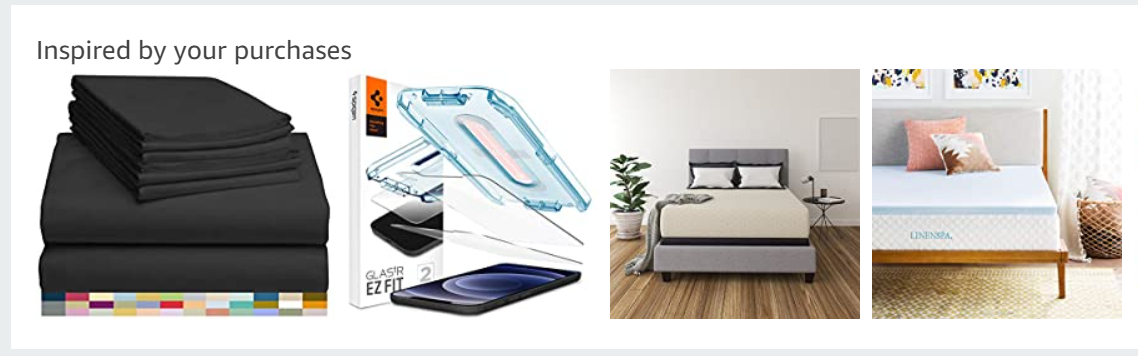 Inspired by your purchases
spigen
GLAS.tR
EZ FIT
2
LINENSPA